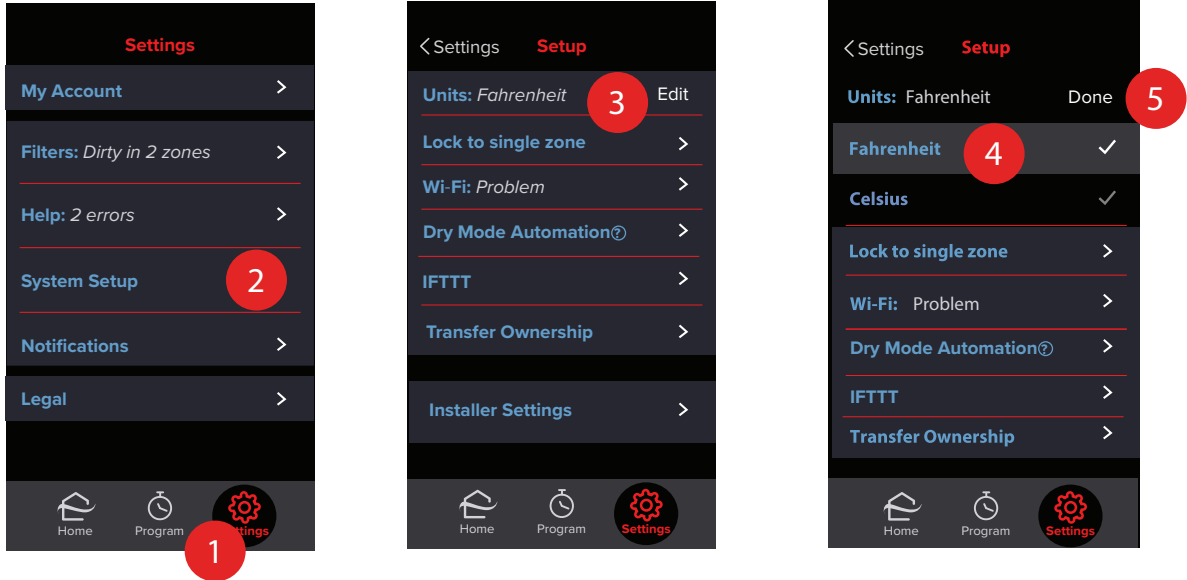 Settings
My Account
Filters: Dirty in 2 zones
Help: 2 errors
System Setup
2
Notifications
Legal
Home
Program
Settings
1
Settings
Setup
Units: Fahrenheit
3
Edit
Lock to single zone
Wi-Fi: Problem
Dry Mode Automation?
IFTTT
Transfer Ownership
Installer Settings
Home
Program
Settings
Settings
Setup
Units: Fahrenheit
Done
5
Fahrenheit
4
Celsius
Lock to single zone
Wi-Fi: Problem
Dry Mode Automation?
IFTTT
Transfer Ownership
Home
Program
Settings